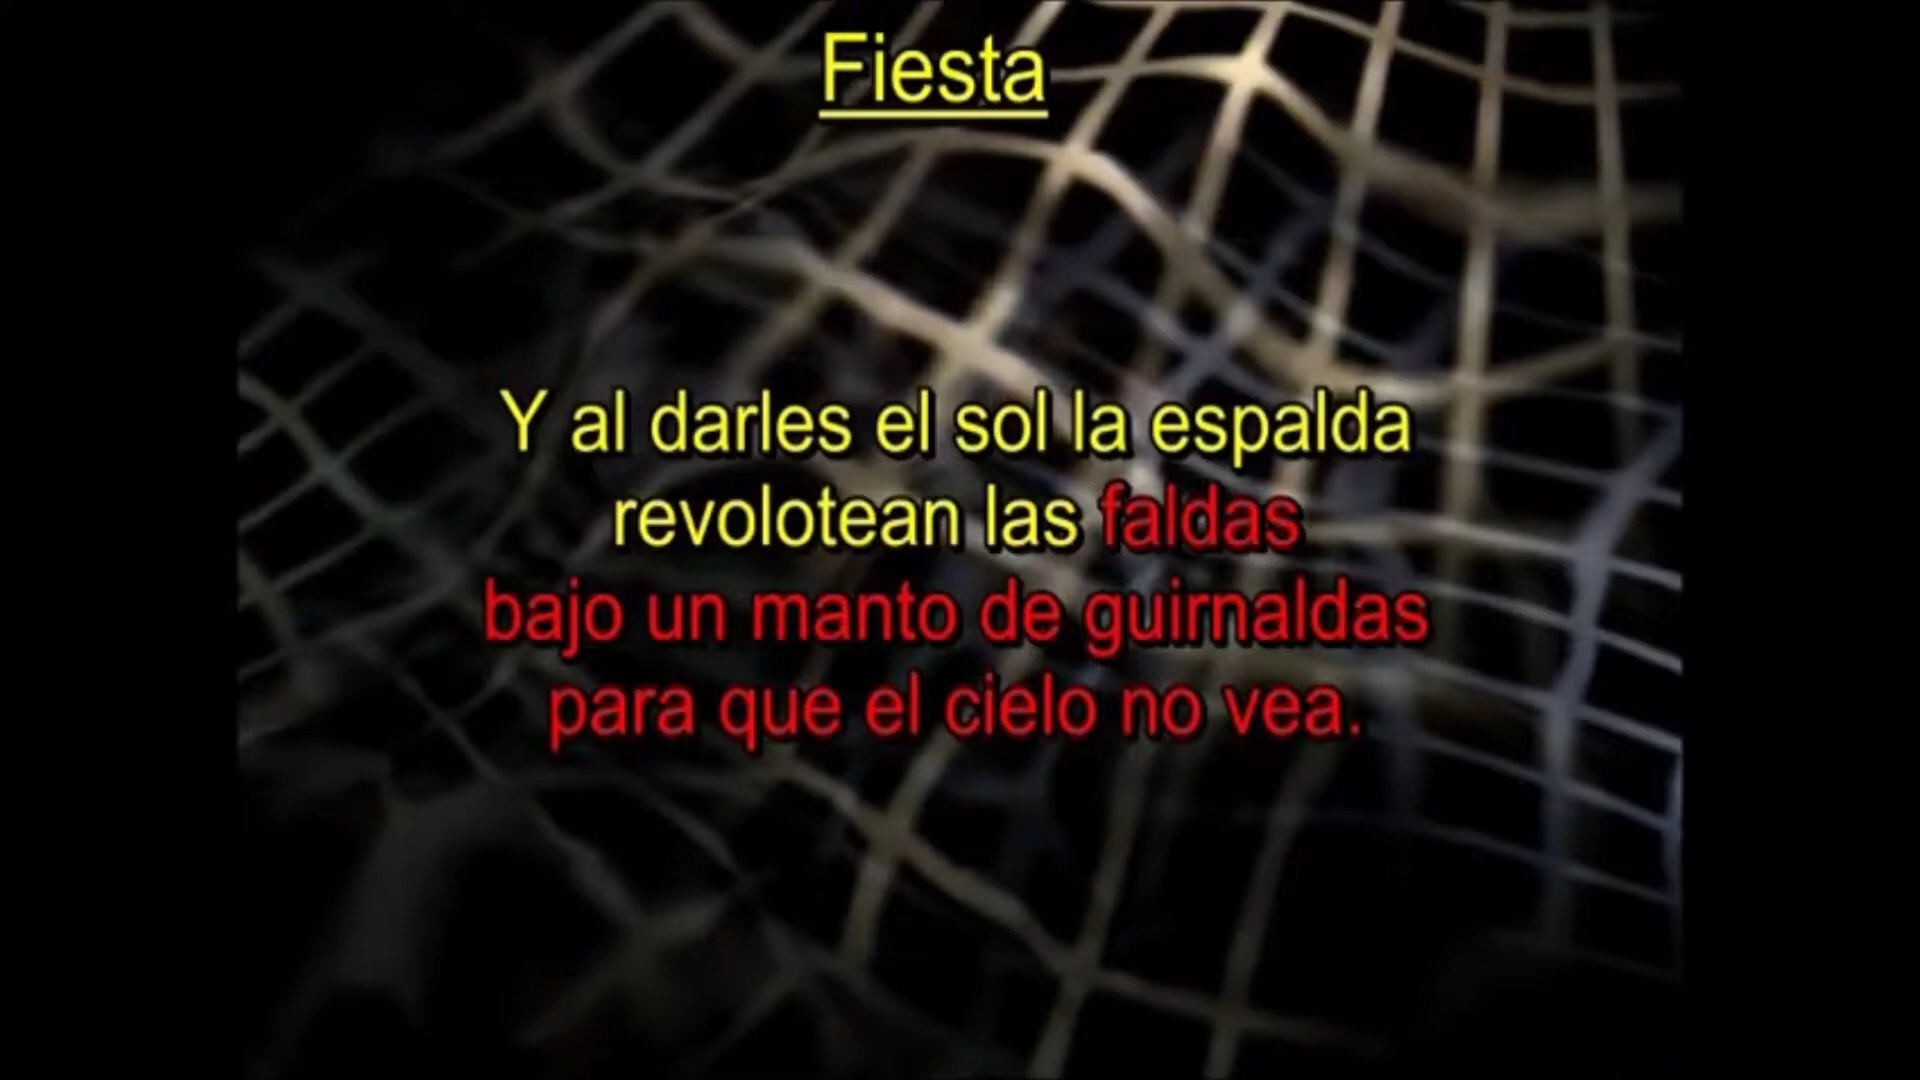 Fiesta
Y al darles el sol la espalda
revolotean las faldas
bajo un manto de guirnaldas
para que el cielo no vea.